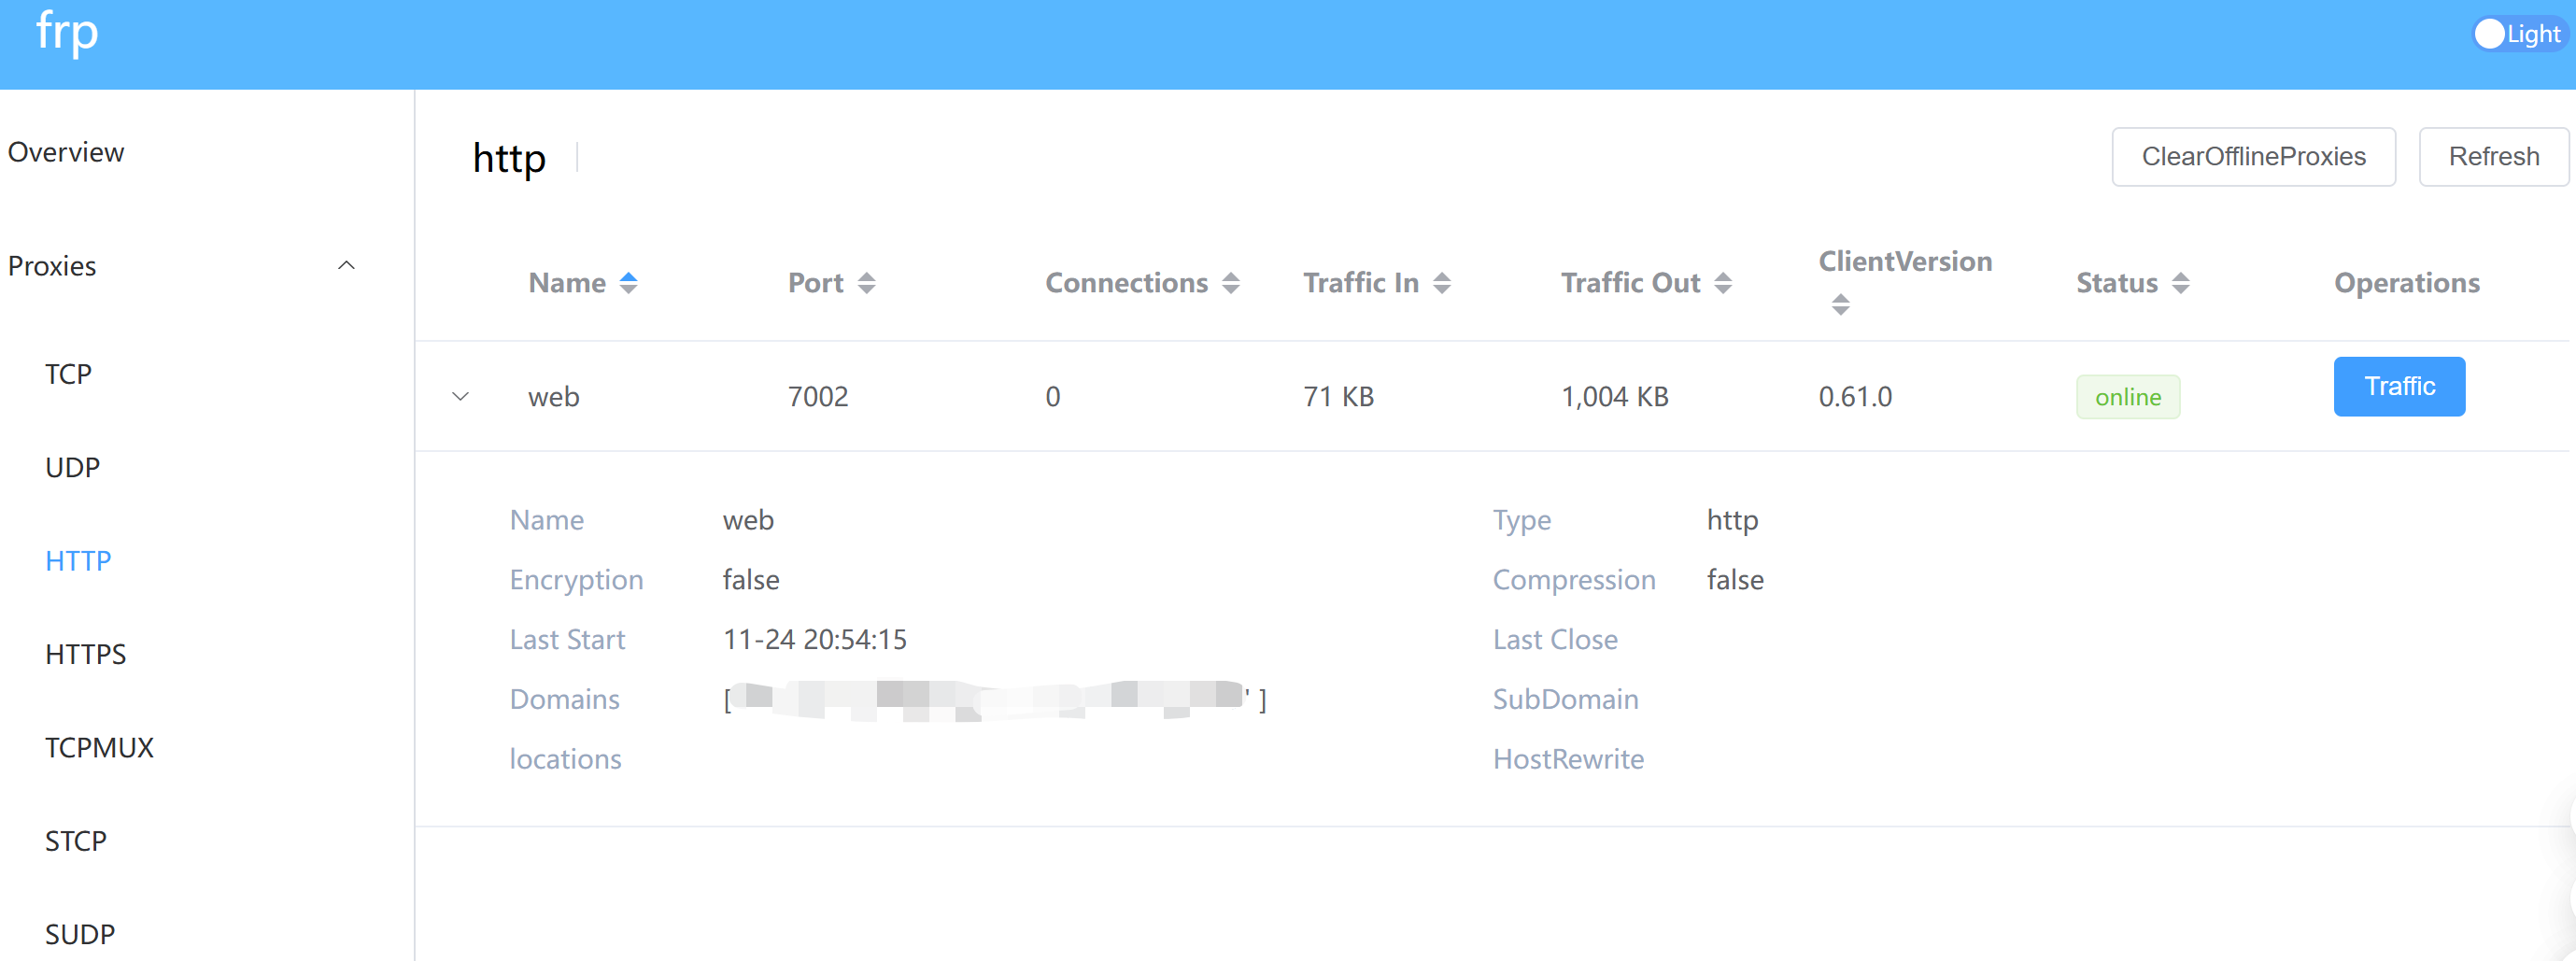 frp
Light
Overview
Proxies
TCP
UDP
HTTP
HTTPS
TCPMUX
STCP
SUDP
http
ClearOfflineProxies Refresh
Name Port Connections Traffic In Traffic Out ClientVersion Status Operations
web 7002 0 71 KB 1,004 KB 0.61.0 online Traffic
Name web Type http
Encryption false Compression false
Last Start 11-24 20:54:15 Last Close
Domains [ ' ] SubDomain
locations HostRewrite